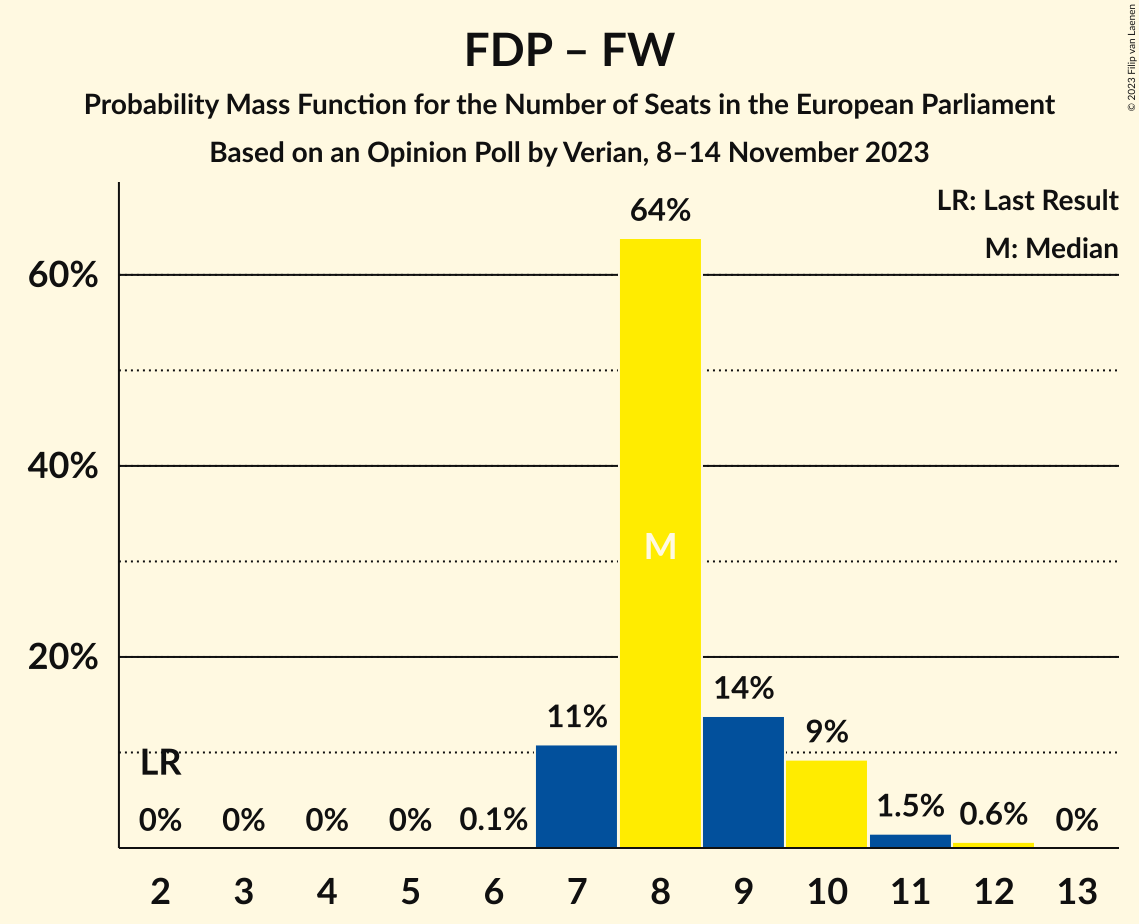 FDP – FW
Probability Mass Function for the Number of Seats in the European Parliament
Based on an Opinion Poll by Verian, 8–14 November 2023
© 2023 Filip van Laenen
LR: Last Result
M: Median
60%
40%
20%
64%
M
14%
11%
9%
LR
1.5%
0.6%
0% 0% 0% 0% 0.1% 0%
2 3 4 5 6 7 8 9 10 11 12 13